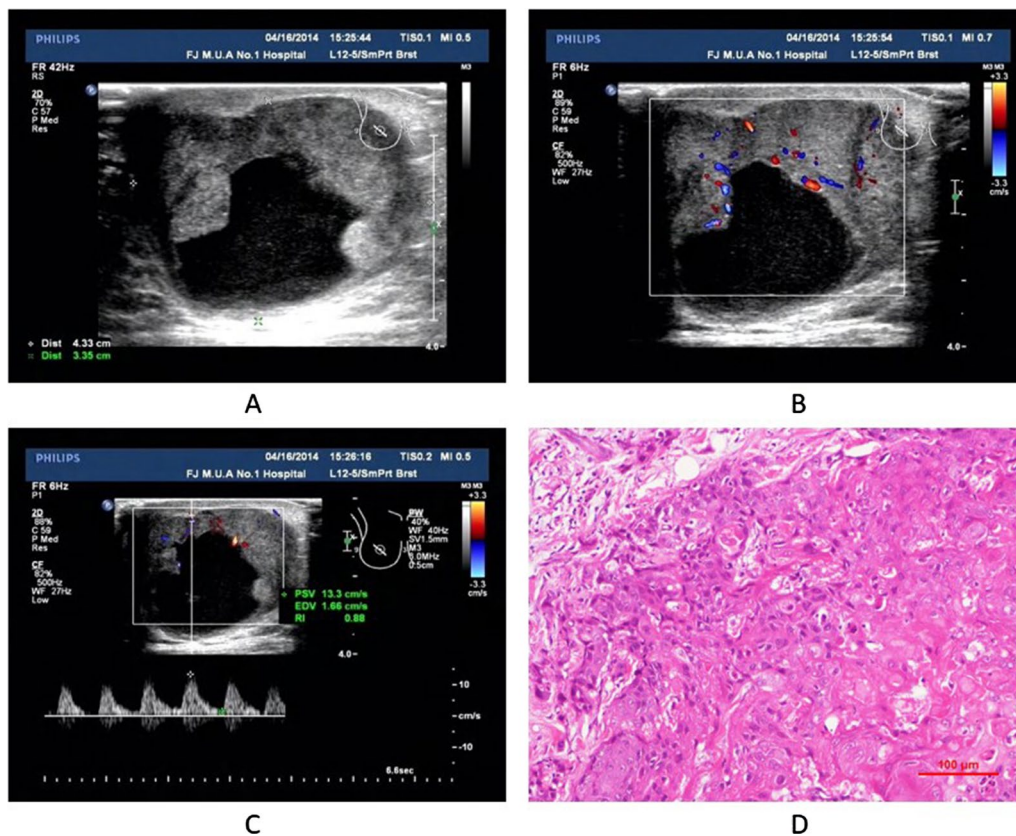 PHILIPS
04/16/2014 15:25:44 TIS0.1 MI 0.5
FJ M.U.A No.1 Hospital L12-5/SmPrt Brst
FR 42Hz
RS
2D
70%
C 57
P Med
Res
M3
Dist 4.33 cm
Dist 3.35 cm
4.0
A
PHILIPS
04/16/2014 15:25:54 TIS0.1 MI 0.7
FJ M.U.A No.1 Hospital L12-5/SmPrt Brst
FR 6Hz
P1
2D
89%
C 59
P Med
Res
CF
82%
500Hz
WF 27Hz
Low
M3 M3
+3.3
-3.3
cm/s
x
4.0
B
PHILIPS
04/16/2014 15:26:16 TIS0.2 MI 0.5
FJ M.U.A No.1 Hospital L12-5/SmPrt Brst
FR 6Hz
P1
2D
88%
C 59
P Med
Res
CF
82%
500Hz
WF 27Hz
Low
M3 M3
+3.3
-3.3
cm/s
PW
40%
WF 40Hz
SV1.5mm
M3
0.5cm
x
9
PSV 13.3 cm/s
EDV 1.66 cm/s
RI 0.88
4.0
10
cm/s
-10
6.6sec
C
100 µm
D